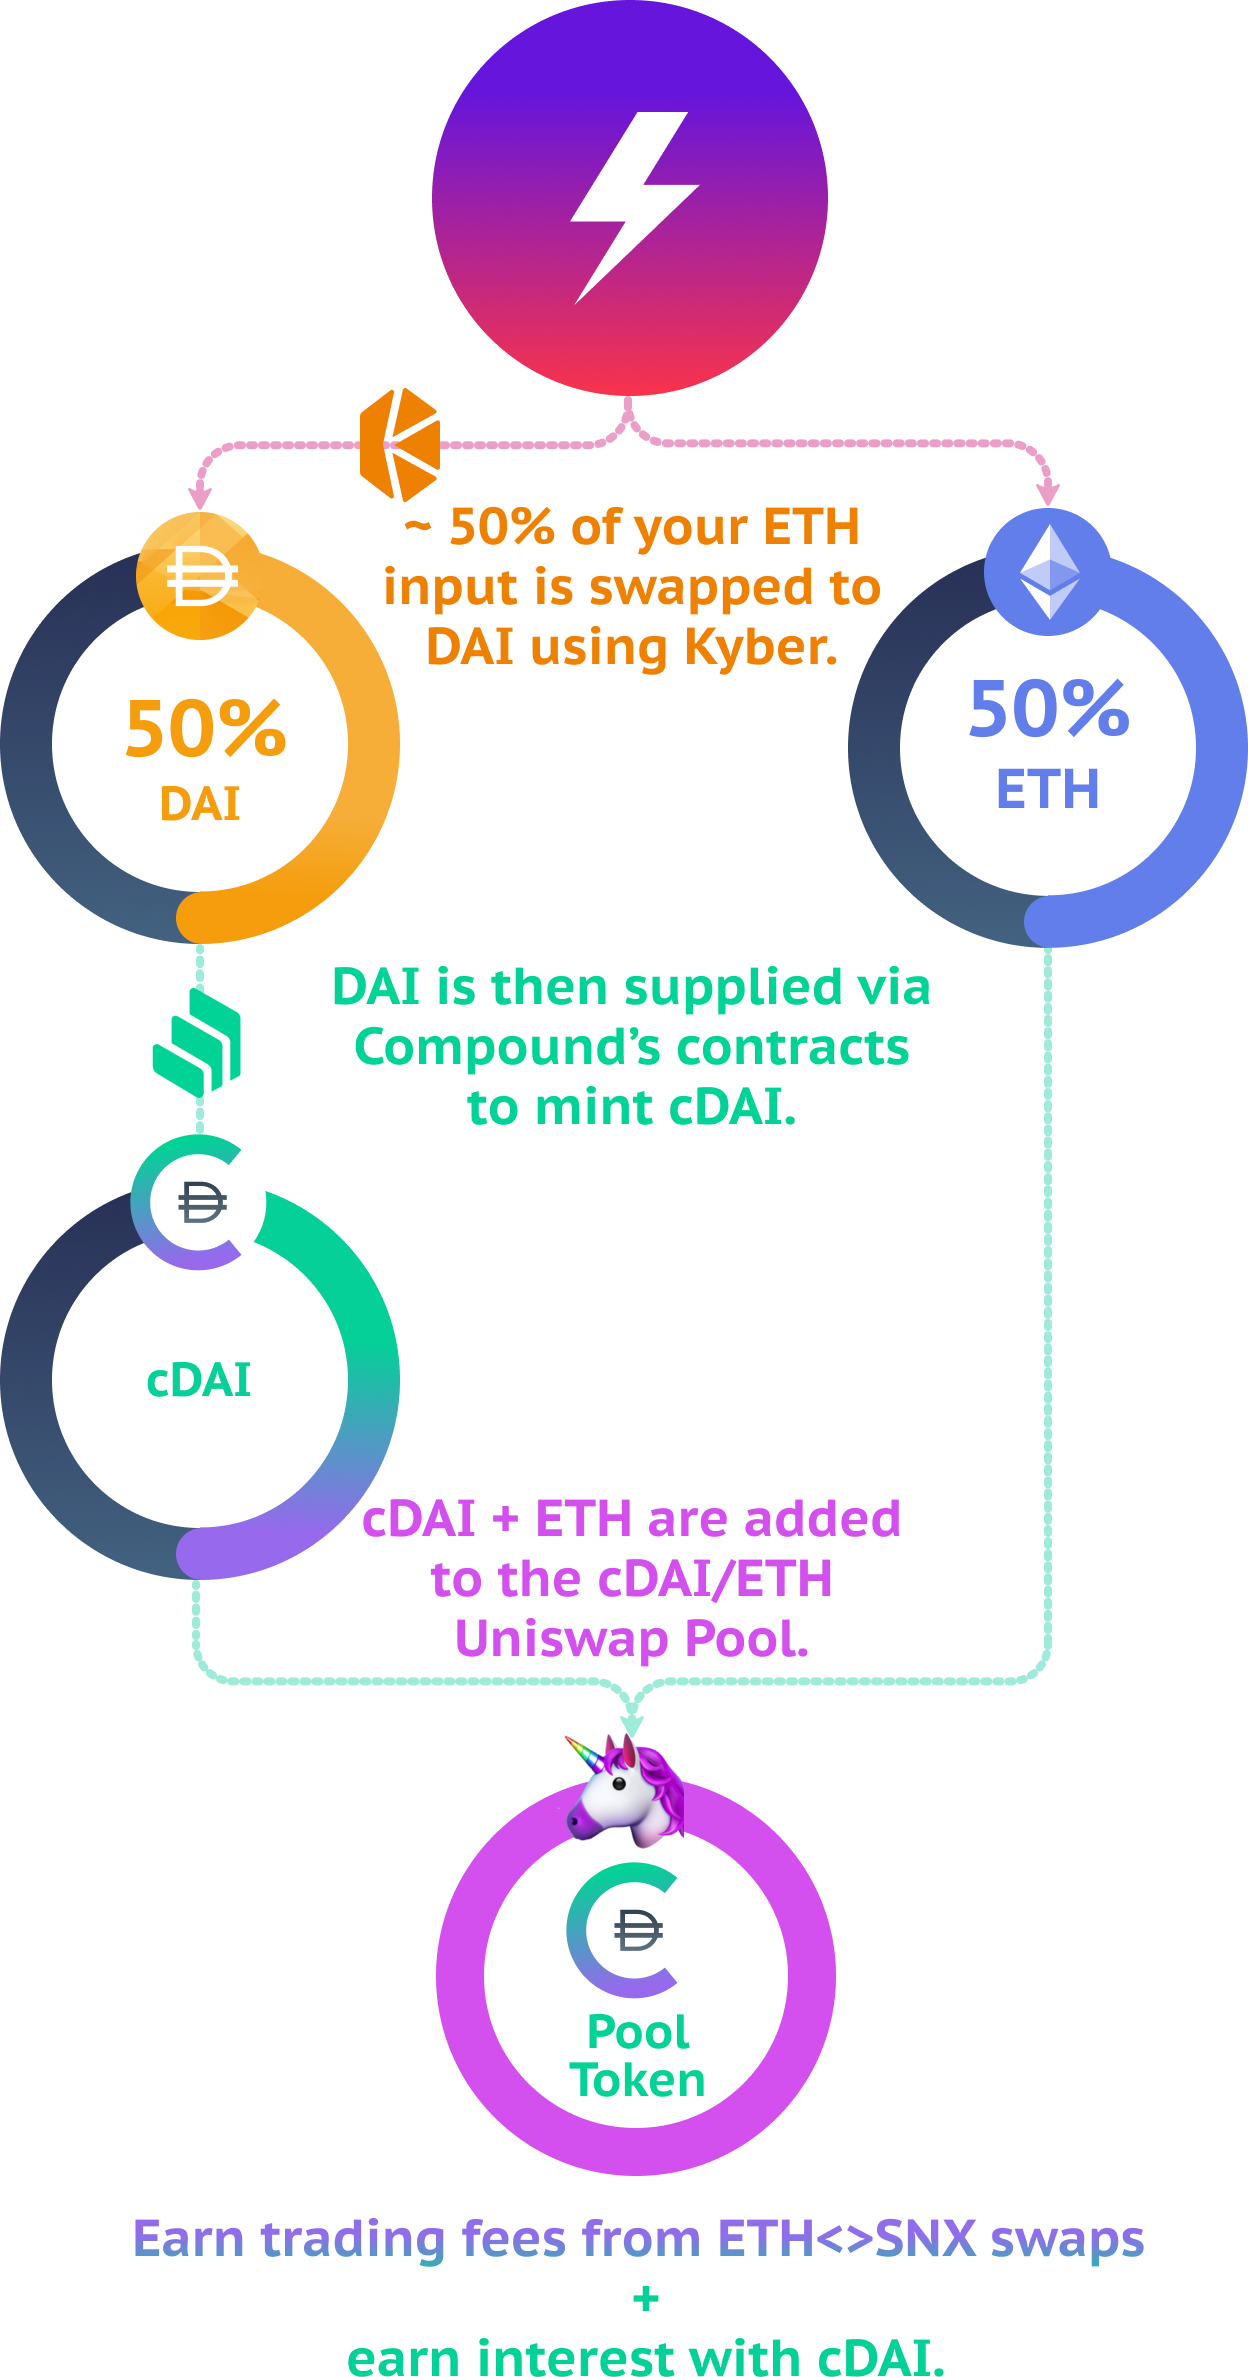 ~ 50% of your ETH
input is swapped to
DAI using Kyber.
50%
DAI
50%
ETH
DAI is then supplied via
Compound’s contracts
to mint cDAI.
cDAI
cDAI + ETH are added
to the cDAI/ETH
Uniswap Pool.
Pool
Token
Earn trading fees from ETH<>SNX swaps
+
earn interest with cDAI.